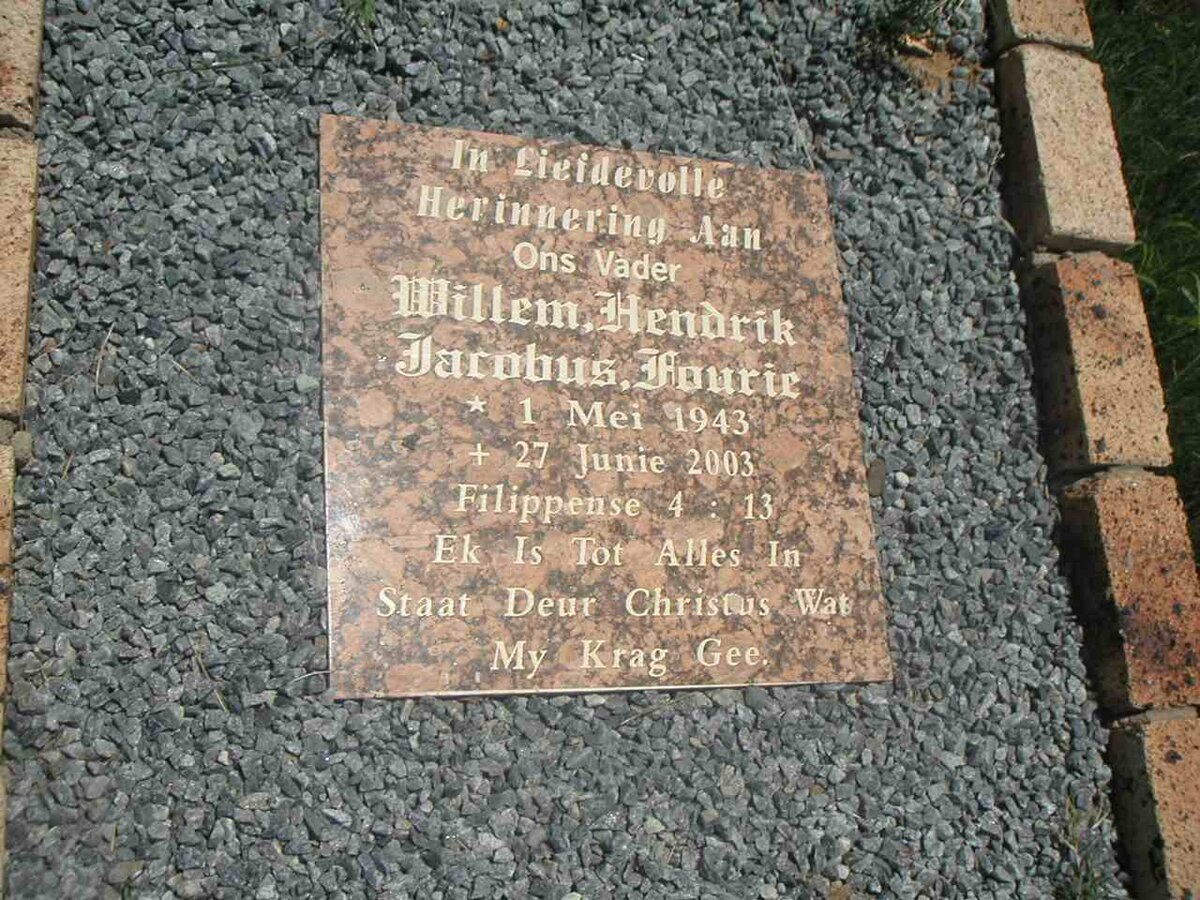 In Lieidevolle
Herinnering Aan
Ons Vader
Willem,Hendrik
Jacobus,Fourie
* 1 Mei 1943
+ 27 Junie 2003
Filippense 4 : 13
Ek Is Tot Alles In
Staat Deur Christus Wat
My Krag Gee.